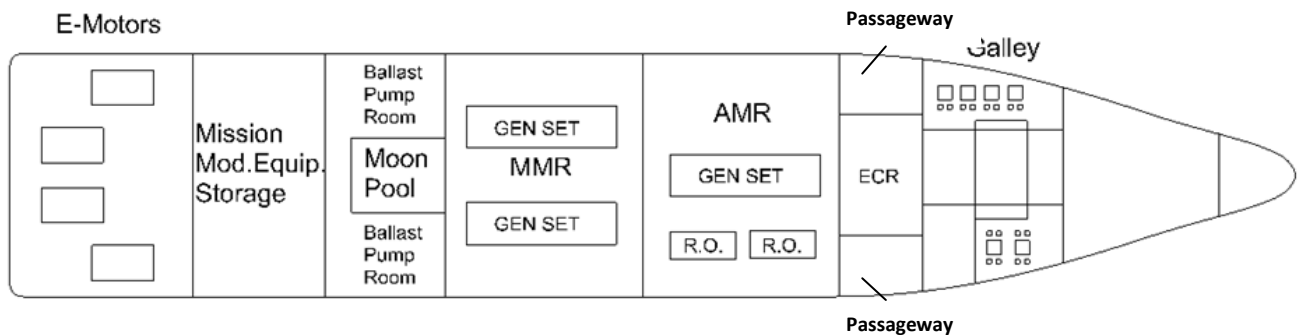 E-Motors
Passageway
Galley
Ballast
Pump
Room
Mission
Mod.Equip.
Storage
Moon
Pool
Ballast
Pump
Room
GEN SET
MMR
GEN SET
AMR
GEN SET
R.O. R.O.
ECR
Passageway